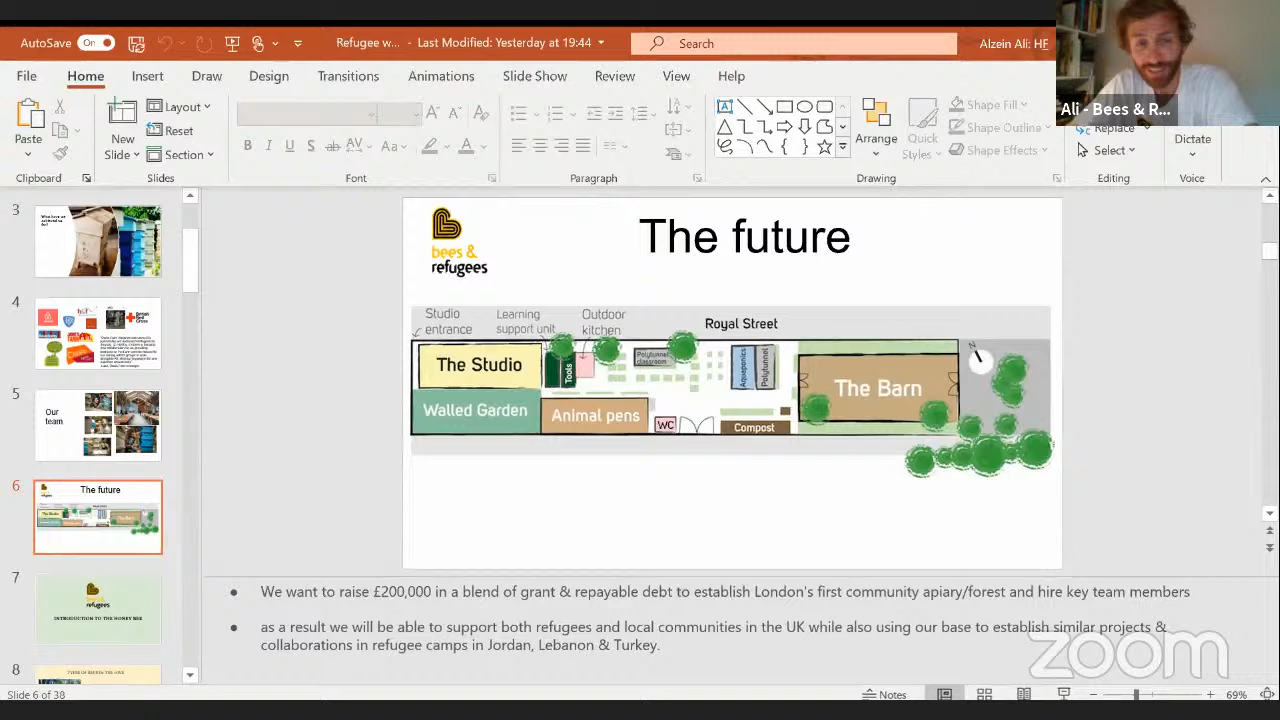 AutoSave On
Refugee w... - Last Modified: Yesterday at 19:44
Search
Alzein Ali: HF
Ali - Bees & R...
File Home Insert Draw Design Transitions Animations Slide Show Review View Help
Paste
New
Slide
Layout
Reset
Section
B I U S ab AV Aa A
A A A
Arrange
Quick
Styles
Shape Fill
Shape Outline
Shape Effects
Replace
Select
Dictate
Clipboard Slides Font Paragraph Drawing Editing Voice
3
4
British
Red
Cross
5
Our
team
6
The future
7
INTRODUCTION TO THE HONEY BEE
8
bees &
refugees
The future
Studio
entrance
Learning
support unit
Outdoor
kitchen
Royal Street
The Studio
Tools
Polytunnel
classroom
Aquaponics
Polytunnel
The Barn
N
Walled Garden
Animal pens
WC
Compost
• We want to raise £200,000 in a blend of grant & repayable debt to establish London's first community apiary/forest and hire key team members
• as a result we will be able to support both refugees and local communities in the UK while also using our base to establish similar projects &
collaborations in refugee camps in Jordan, Lebanon & Turkey.
zoom
Slide 6 of 38
Notes
69%